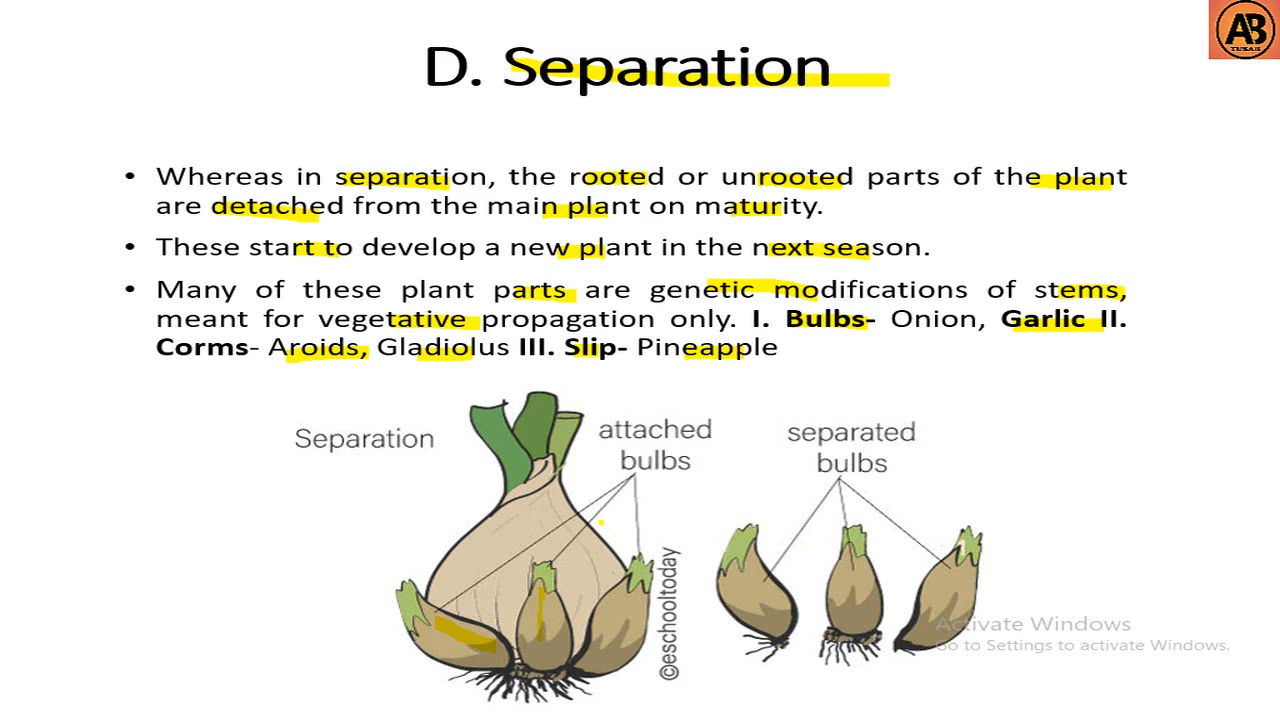 AB
TUXAR
D. Separation
• Whereas in separation, the rooted or unrooted parts of the plant
are detached from the main plant on maturity.
• These start to develop a new plant in the next season.
• Many of these plant parts are genetic modifications of stems,
meant for vegetative propagation only. I. Bulbs- Onion, Garlic II.
Corms- Aroids, Gladiolus III. Slip- Pineapple
Separation
attached
bulbs
separated
bulbs
©eschooltoday
Activate Windows
Go to Settings to activate Windows.